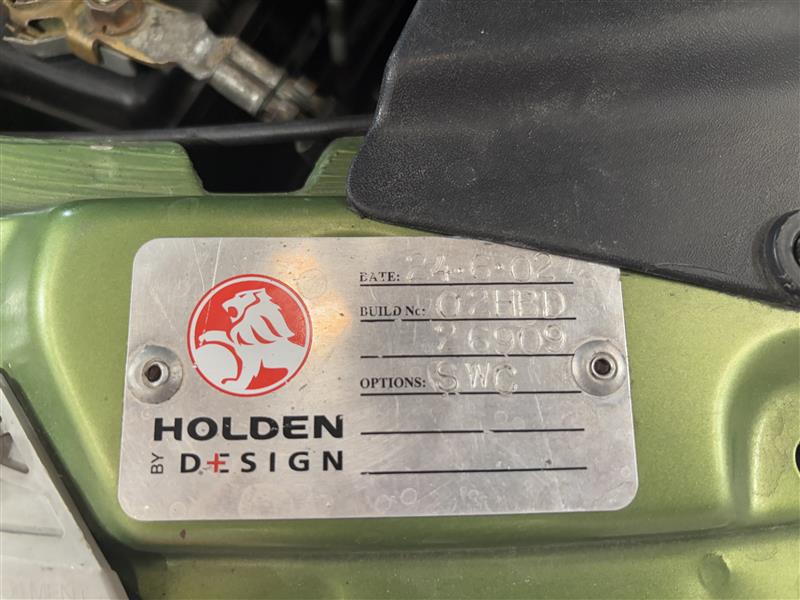 DATE: 24-6-02
BUILD No: 02HBD
26909
OPTIONS: SWC
HOLDEN
BY DESIGN